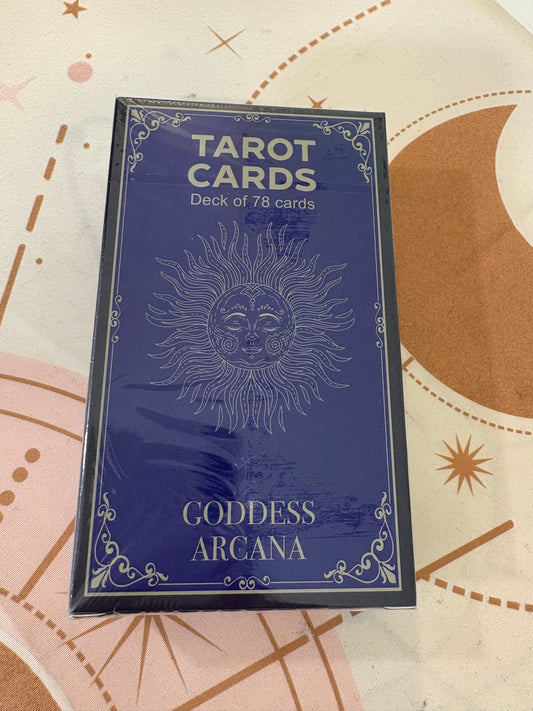 TAROT
CARDS
Deck of 78 cards
GODDESS
ARCANA